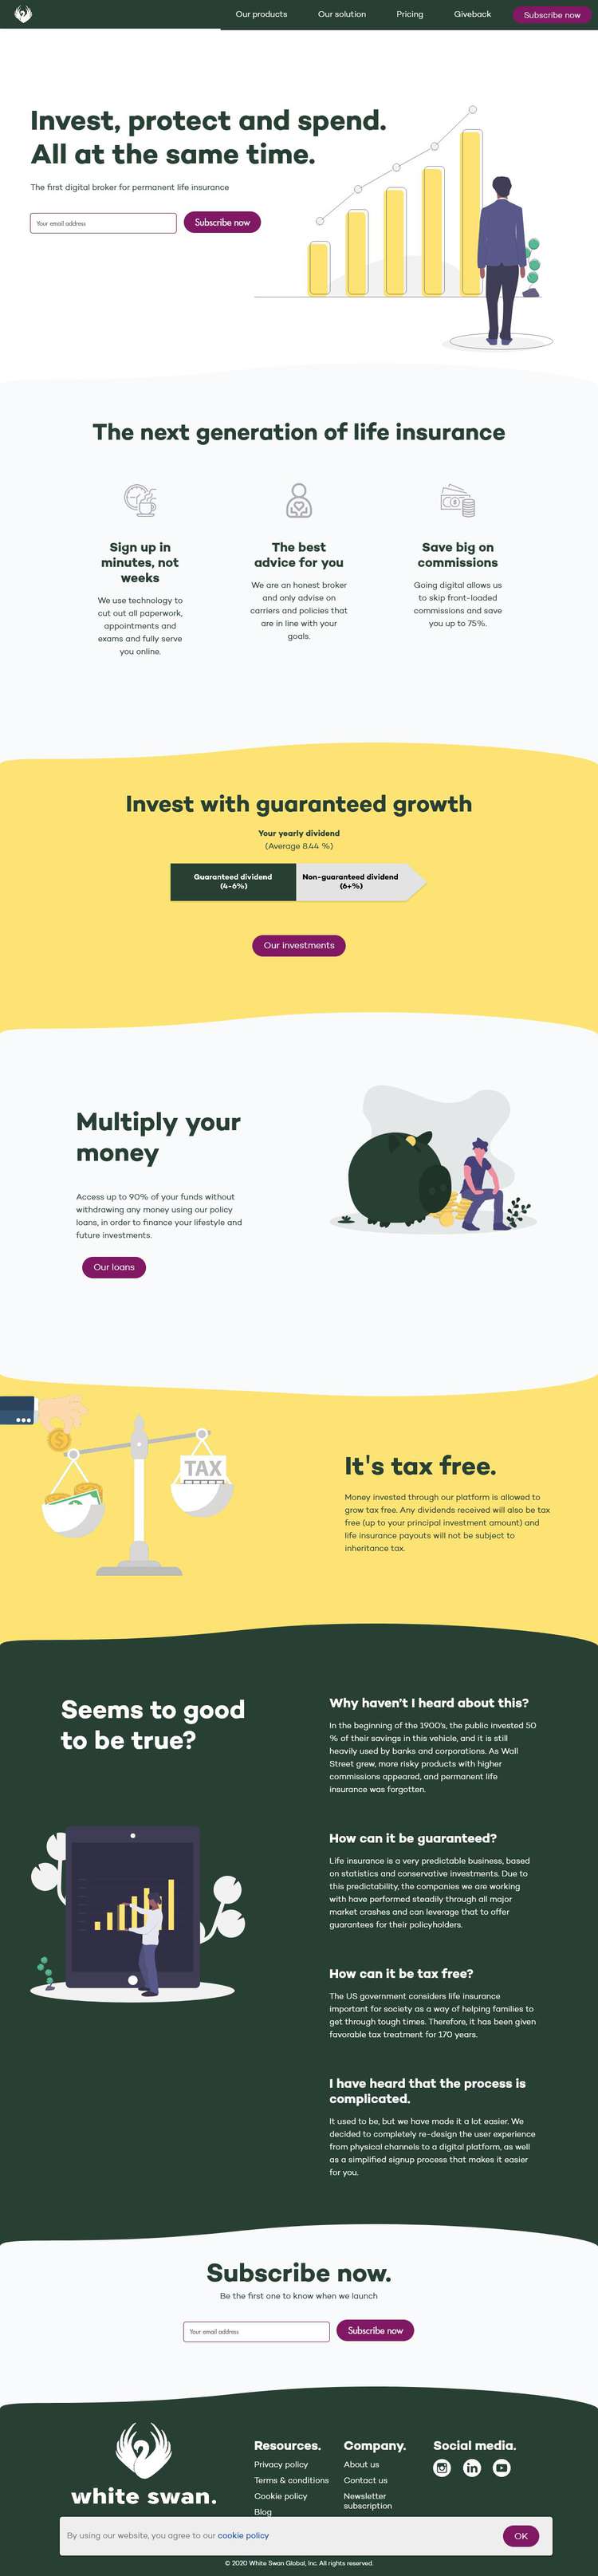 Our products
Our solution
Pricing
Giveback
Subscribe now
Invest, protect and spend.
All at the same time.
The first digital broker for permanent life insurance
Your email address
Subscribe now
The next generation of life insurance
Sign up in
minutes, not
weeks
We use technology to
cut out all paperwork,
appointments and
exams and fully serve
you online.
The best
advice for you
We are an honest broker
and only advise on
carriers and policies that
are in line with your
goals.
Save big on
commissions
Going digital allows us
to skip front-loaded
commissions and save
you up to 75%.
Invest with guaranteed growth
Your yearly dividend
(Average 8.44 %)
Guaranteed dividend
(4-6%)
Non-guaranteed dividend
(6+%)
Our investments
Multiply your
money
Access up to 90% of your funds without
withdrawing any money using our policy
loans, in order to finance your lifestyle and
future investments.
Our loans
TAX
It's tax free.
Money invested through our platform is allowed to
grow tax free. Any dividends received will also be tax
free (up to your principal investment amount) and
life insurance payouts will not be subject to
inheritance tax.
Seems to good
to be true?
Why haven't I heard about this?
In the beginning of the 1900's, the public invested 50
% of their savings in this vehicle, and it is still
heavily used by banks and corporations. As Wall
Street grew, more risky products with higher
commissions appeared, and permanent life
insurance was forgotten.
How can it be guaranteed?
Life insurance is a very predictable business, based
on statistics and conservative investments. Due to
this predictability, the companies we are working
with have performed steadily through all major
market crashes and can leverage that to offer
guarantees for their policyholders.
How can it be tax free?
The US government considers life insurance
important for society as a way of helping families to
get through tough times. Therefore, it has been given
favorable tax treatment for 170 years.
I have heard that the process is
complicated.
It used to be, but we have made it a lot easier. We
decided to completely re-design the user experience
from physical channels to a digital platform, as well
as a simplified signup process that makes it easier
for you.
Subscribe now.
Be the first one to know when we launch
Your email address
Subscribe now
white swan.
Resources.
Privacy policy
Terms & conditions
Cookie policy
Blog
Company.
About us
Contact us
Newsletter
subscription
Social media.
By using our website, you agree to our cookie policy
OK
© 2020 White Swan Global, Inc. All rights reserved.